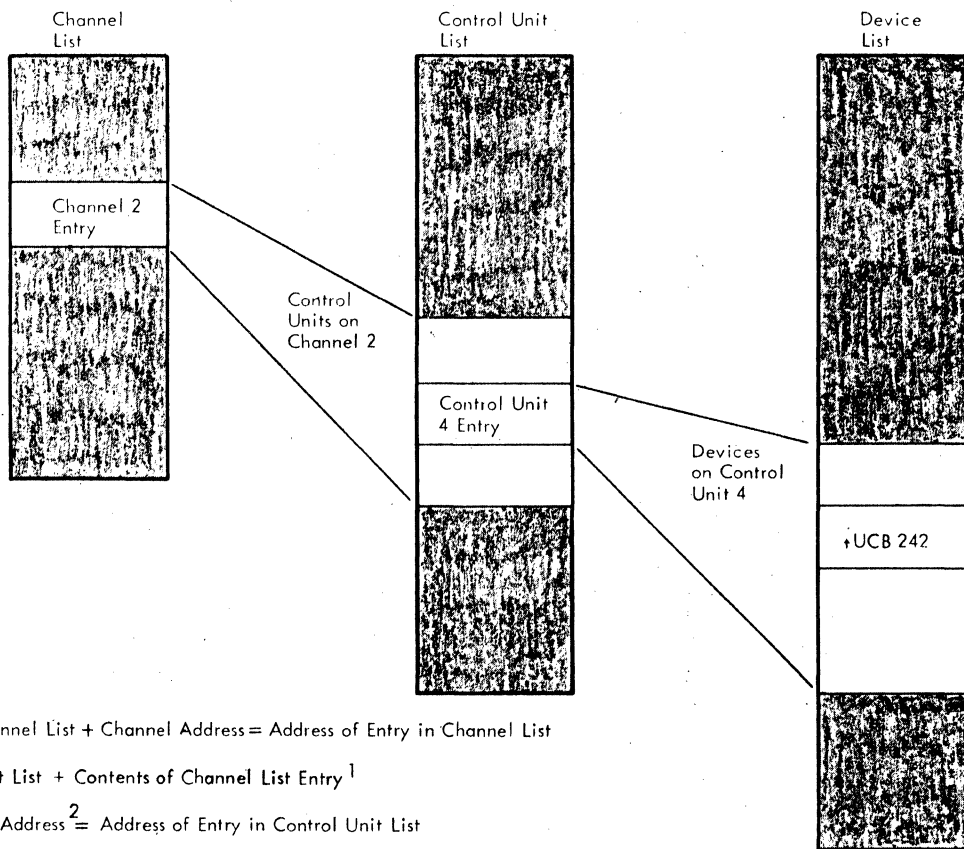 Channel
List
Control Unit
List
Device
List
Channel 2
Entry
Control
Units on
Channel 2
Control Unit
4 Entry
Devices
on Control
Unit 4
↑UCB 242
nnel List + Channel Address = Address of Entry in Channel List
t List + Contents of Channel List Entry 1
Address 2 = Address of Entry in Control Unit List